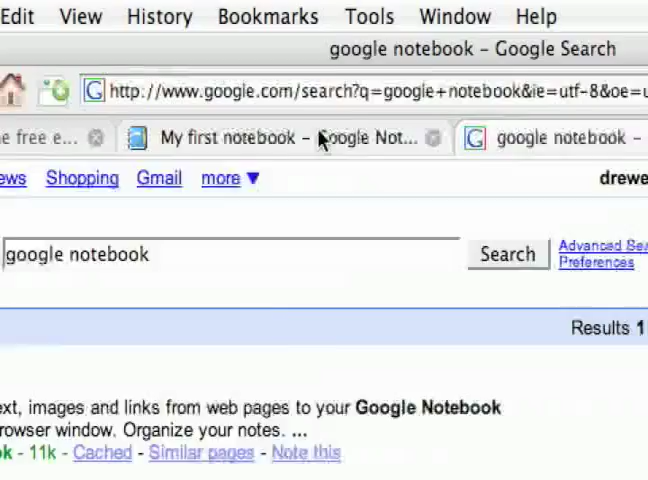 Edit View History Bookmarks Tools Window Help
google notebook – Google Search
http://www.google.com/search?q=google+notebook&ie=utf-8&oe=u
e free e... My first notebook – Google Not... google notebook –
ews Shopping Gmail more ▼ drewe
google notebook Search Advanced Sea
Preferences
Results 1
ext, images and links from web pages to your Google Notebook
rowser window. Organize your notes. ...
ok - 11k - Cached - Similar pages - Note this